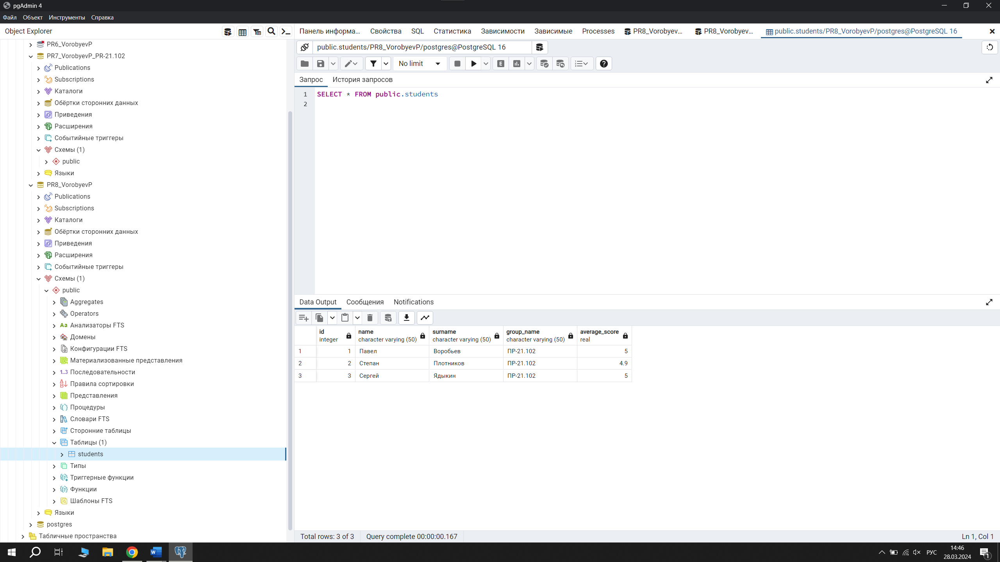 pgAdmin 4
Файл Объект Инструменты Справка
Object Explorer
PR6_VorobyevP
PR7_VorobyevP_PR-21.102
Publications
Subscriptions
Каталоги
Обёртки сторонних данных
Приведения
Расширения
Событийные триггеры
Схемы (1)
public
Языки
PR8_VorobyevP
Publications
Subscriptions
Каталоги
Обёртки сторонних данных
Приведения
Расширения
Событийные триггеры
Схемы (1)
public
Aggregates
Operators
Aa Анализаторы FTS
Домены
Конфигурации FTS
Материализованные представления
1..3 Последовательности
Правила сортировки
Представления
Процедуры
Словари FTS
Сторонние таблицы
Таблицы (1)
students
Типы
Триггерные функции
Функции
Шаблоны FTS
Языки
postgres
Табличные пространства
Панель информа... Свойства SQL Статистика Зависимости Зависимые Processes PR8_Vorobyev... PR8_Vorobyev... public.students/PR8_VorobyevP/postgres@PostgreSQL 16
public.students/PR8_VorobyevP/postgres@PostgreSQL 16
No limit
Запрос История запросов
1 SELECT * FROM public.students
2
Data Output Сообщения Notifications
id name surname group_name average_score
integer character varying (50) character varying (50) character varying (50) real
1 1 Павел Воробьев ПР-21.102 5
2 2 Степан Плотников ПР-21.102 4.9
3 3 Сергей Ядыкин ПР-21.102 5
Total rows: 3 of 3 Query complete 00:00:00.167 Ln 1, Col 1
РУС 14:46
28.03.2024 1